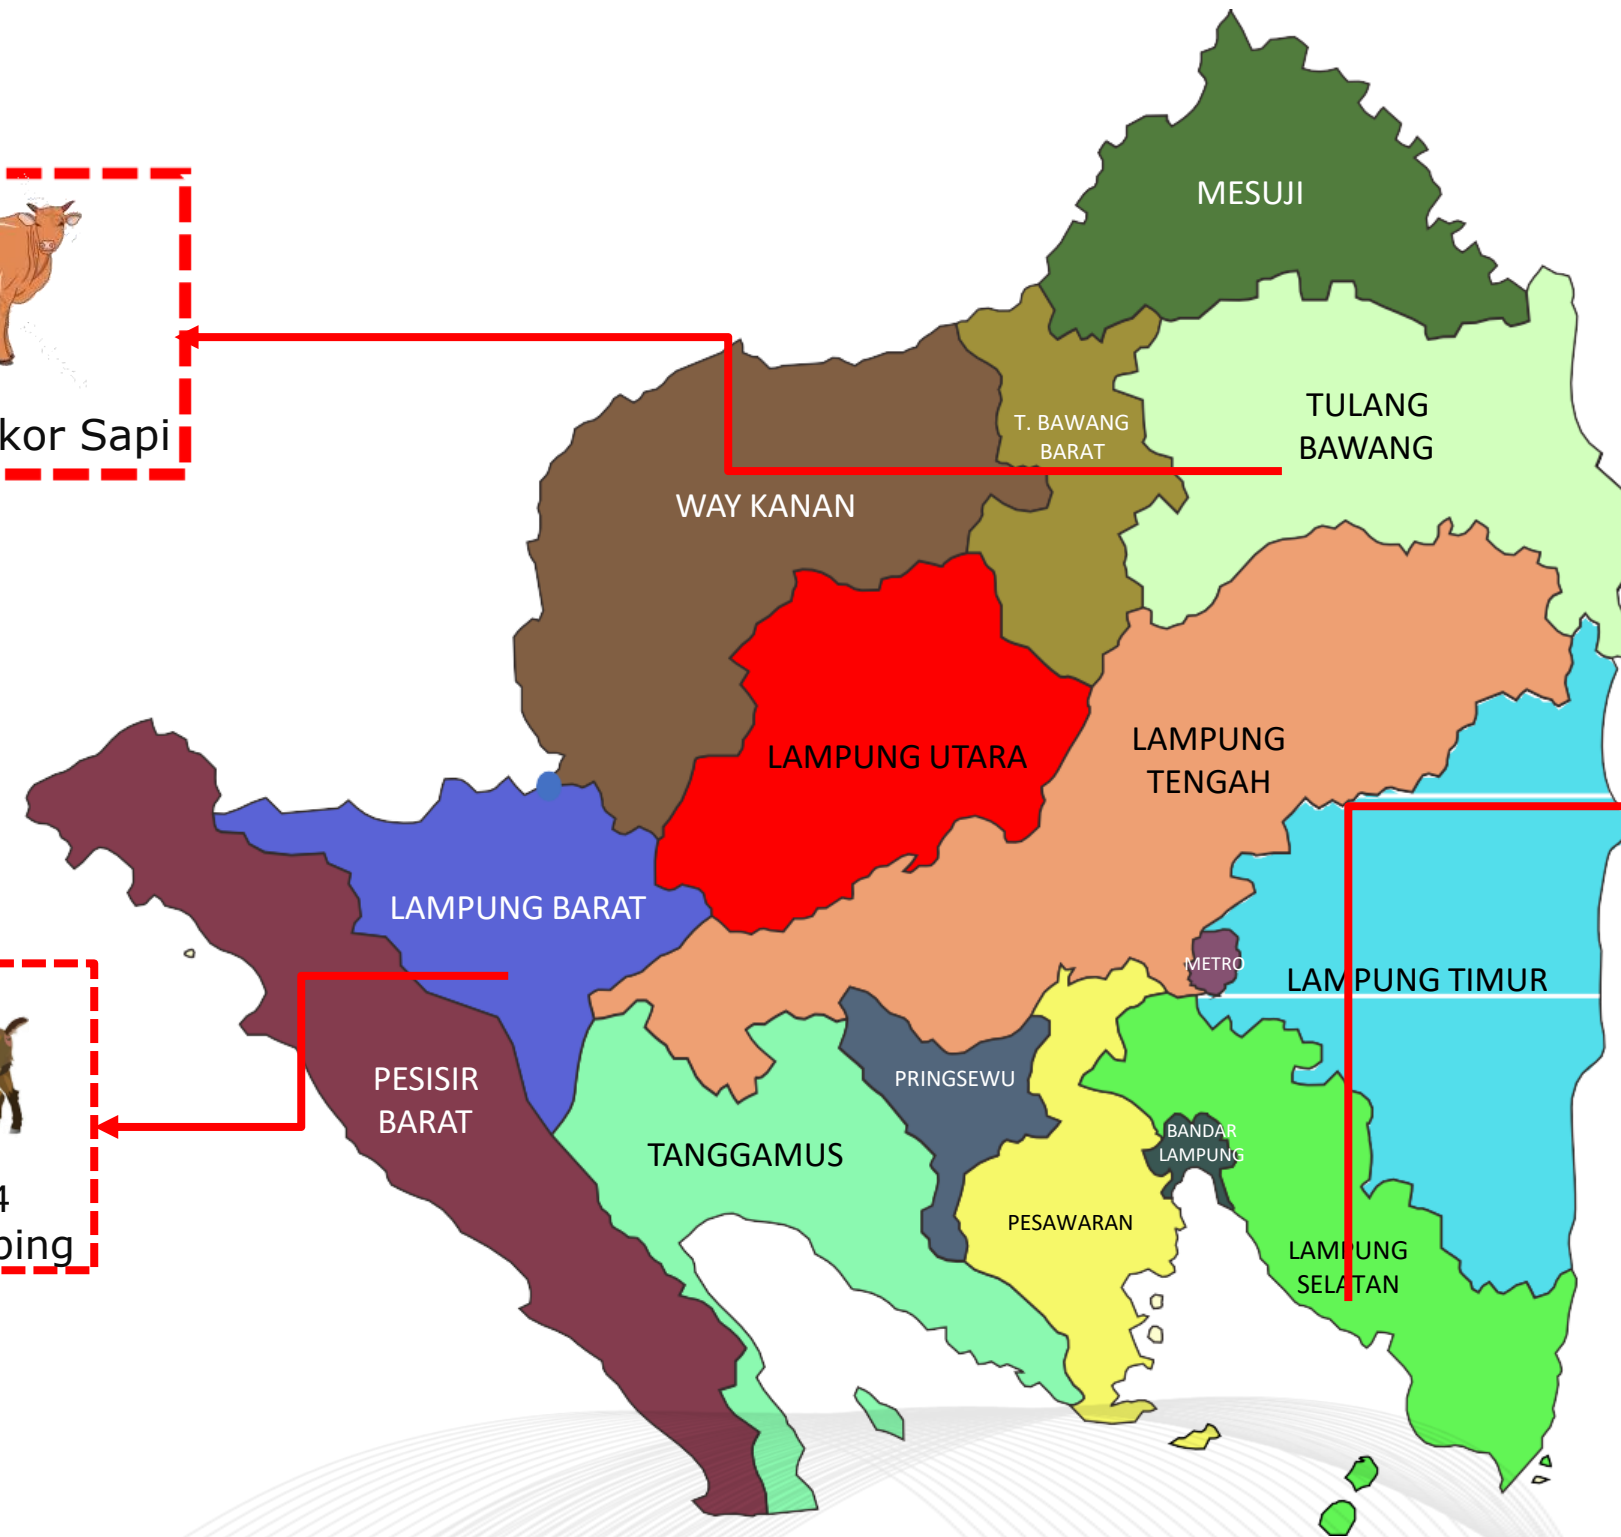 MESUJI
TULANG
BAWANG
T. BAWANG
BARAT
kor Sapi
WAY KANAN
LAMPUNG UTARA
LAMPUNG
TENGAH
LAMPUNG BARAT
METRO
LAMPUNG TIMUR
PESISIR
BARAT
PRINGSEWU
TANGGAMUS
BANDAR
LAMPUNG
4
ping
PESAWARAN
LAMPUNG
SELATAN